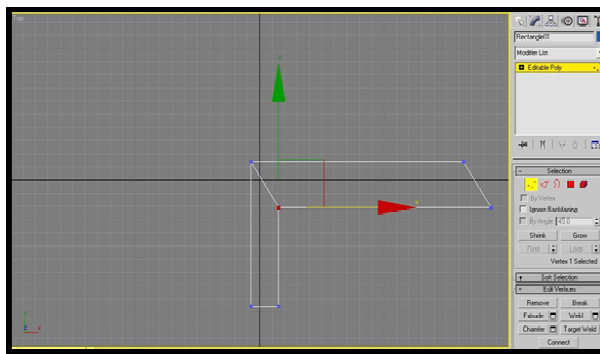 Top
Rectangle01
Modifier List
Editable Poly
Selection
By Vertex
Ignore Backfacing
By Angle: 45.0
Shrink
Grow
Ring
Loop
Vertex 1 Selected
Soft Selection
Edit Vertices
Remove
Break
Extrude
Weld
Chamfer
Target Weld
Connect
y
x
z
x